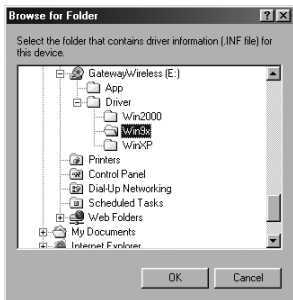 Browse for Folder
Select the folder that contains driver information (.INF file) for
this device.
GatewayWireless (E:)
App
Driver
Win2000
Win9x
WinXP
Printers
Control Panel
Dial-Up Networking
Scheduled Tasks
Web Folders
My Documents
Internet Explorer
OK
Cancel